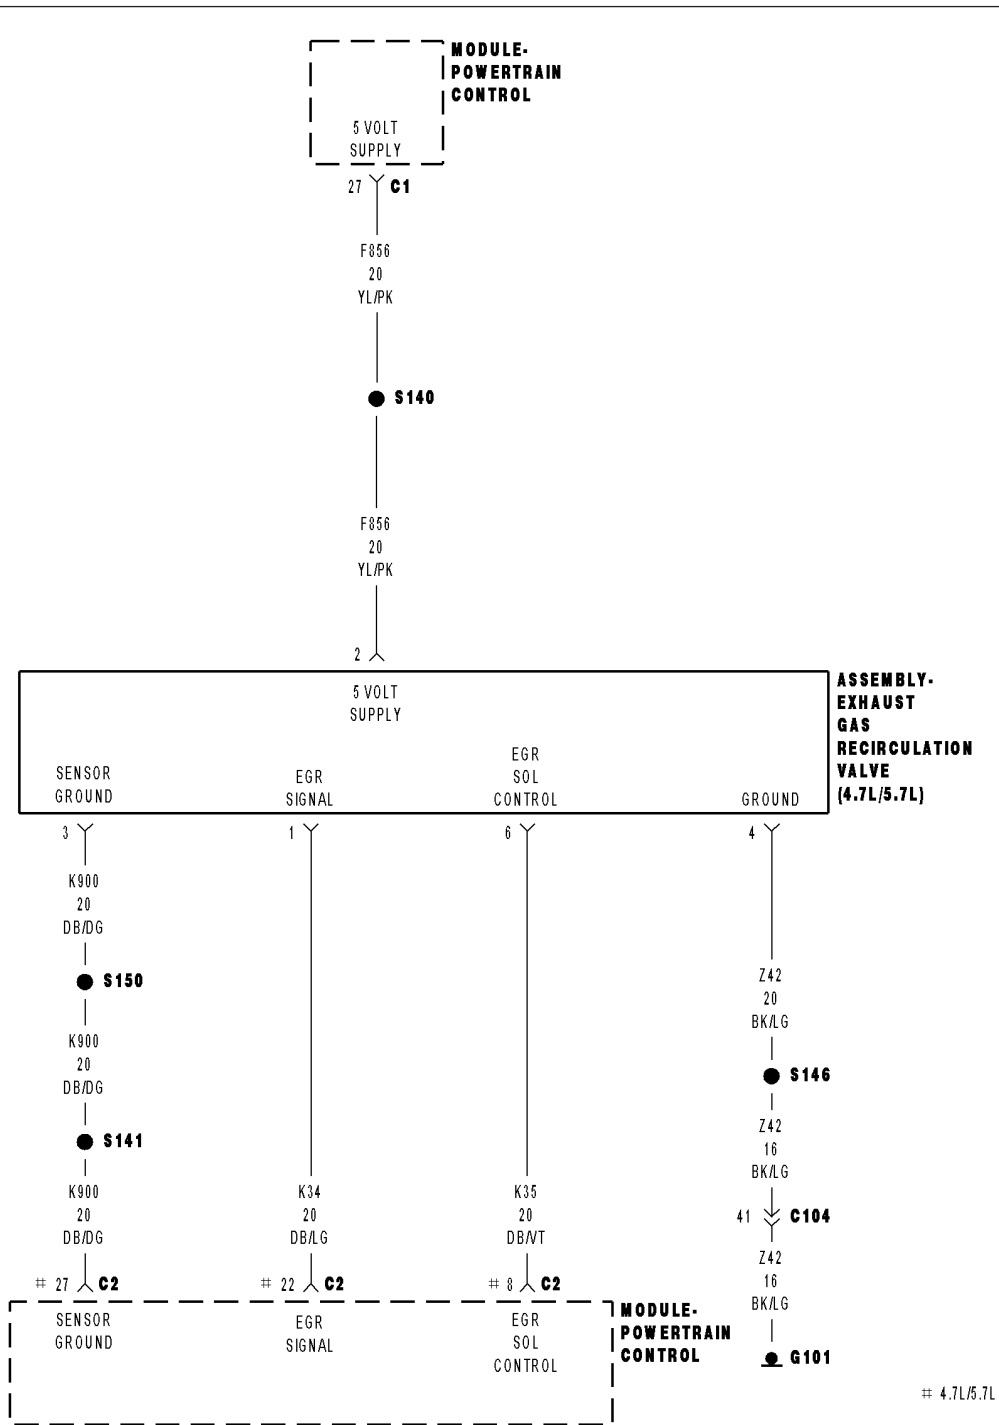 MODULE-
POWERTRAIN
CONTROL
5 VOLT
SUPPLY
27 C1
F856
20
YL/PK
S140
F856
20
YL/PK
2
5 VOLT
SUPPLY
ASSEMBLY-
EXHAUST
GAS
RECIRCULATION
VALVE
(4.7L/5.7L)
SENSOR
GROUND
EGR
SIGNAL
EGR
SOL
CONTROL
GROUND
3 1 6 4
K900
20
DB/DG
S150
K900
20
DB/DG
S141
K900
20
DB/DG
# 27 C2
K34
20
DB/LG
# 22 C2
K35
20
DB/VT
# 8 C2
Z42
20
BK/LG
S146
Z42
16
BK/LG
41 C104
Z42
16
BK/LG
G101
SENSOR
GROUND
EGR
SIGNAL
EGR
SOL
CONTROL
MODULE-
POWERTRAIN
CONTROL
# 4.7L/5.7L